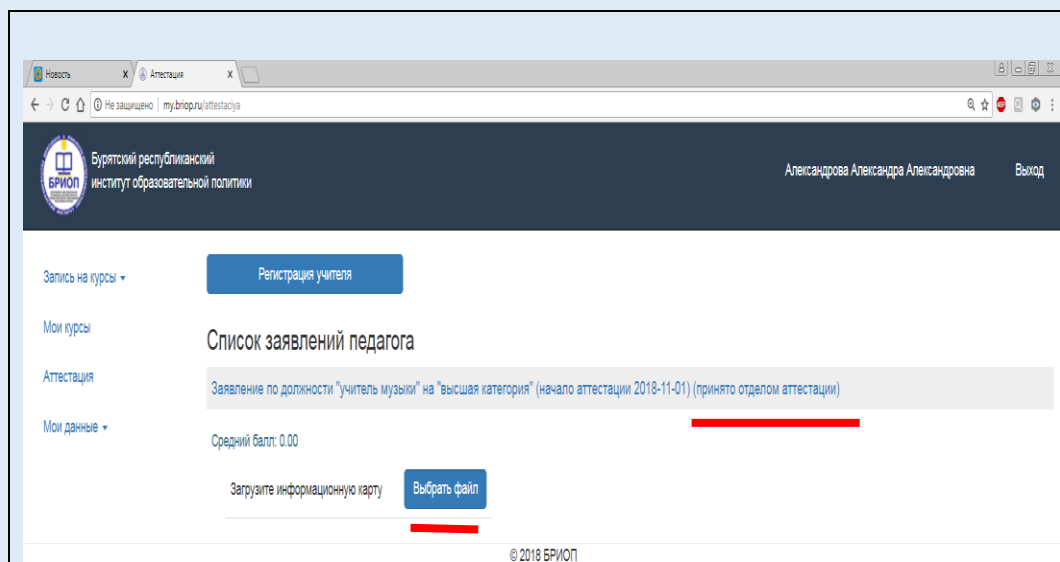 Новость
Аттестация
Не защищено | my.briop.ru/attestaciya
БРИОП
Бурятский республиканский
институт образовательной политики
Александрова Александра Александровна
Выход
Регистрация учителя
Запись на курсы
Мои курсы
Аттестация
Мои данные
Список заявлений педагога
Заявление по должности "учитель музыки" на "высшая категория" (начало аттестации 2018-11-01) (принято отделом аттестации)
Средний балл: 0.00
Загрузите информационную карту
Выбрать файл
© 2018 БРИОП